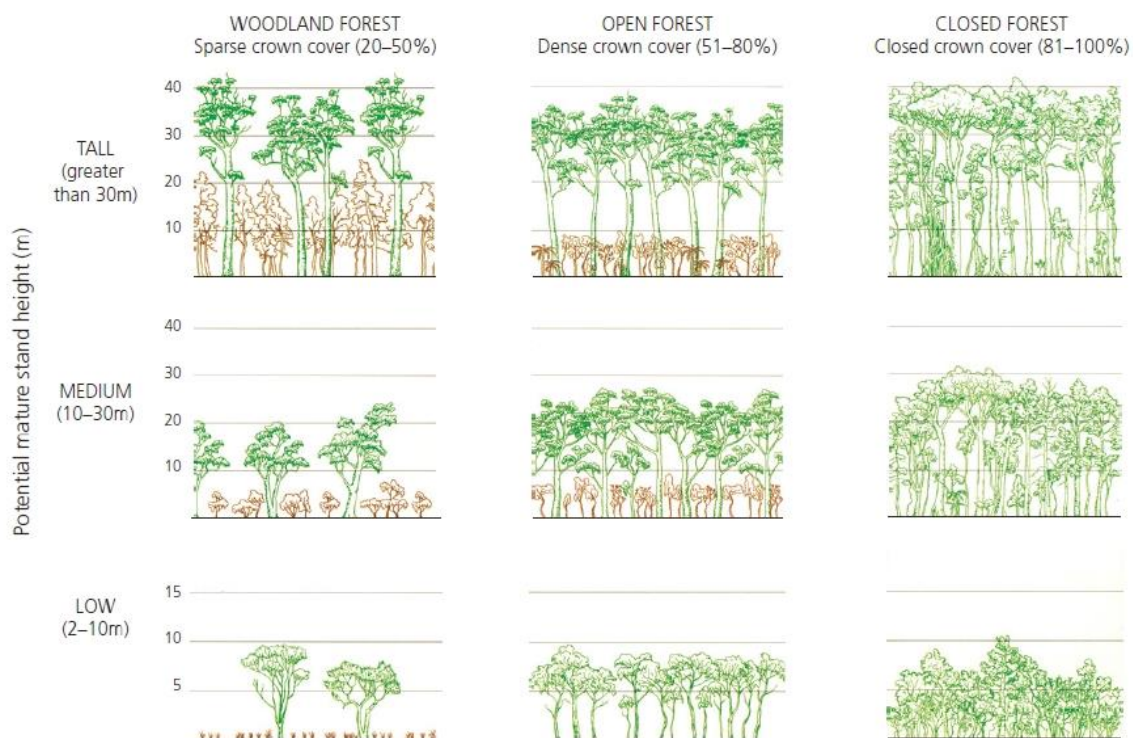 WOODLAND FOREST
Sparse crown cover (20–50%)
OPEN FOREST
Dense crown cover (51–80%)
CLOSED FOREST
Closed crown cover (81–100%)
Potential mature stand height (m)
TALL
(greater
than 30m)
40
30
20
10
MEDIUM
(10–30m)
40
30
20
10
LOW
(2–10m)
15
10
5